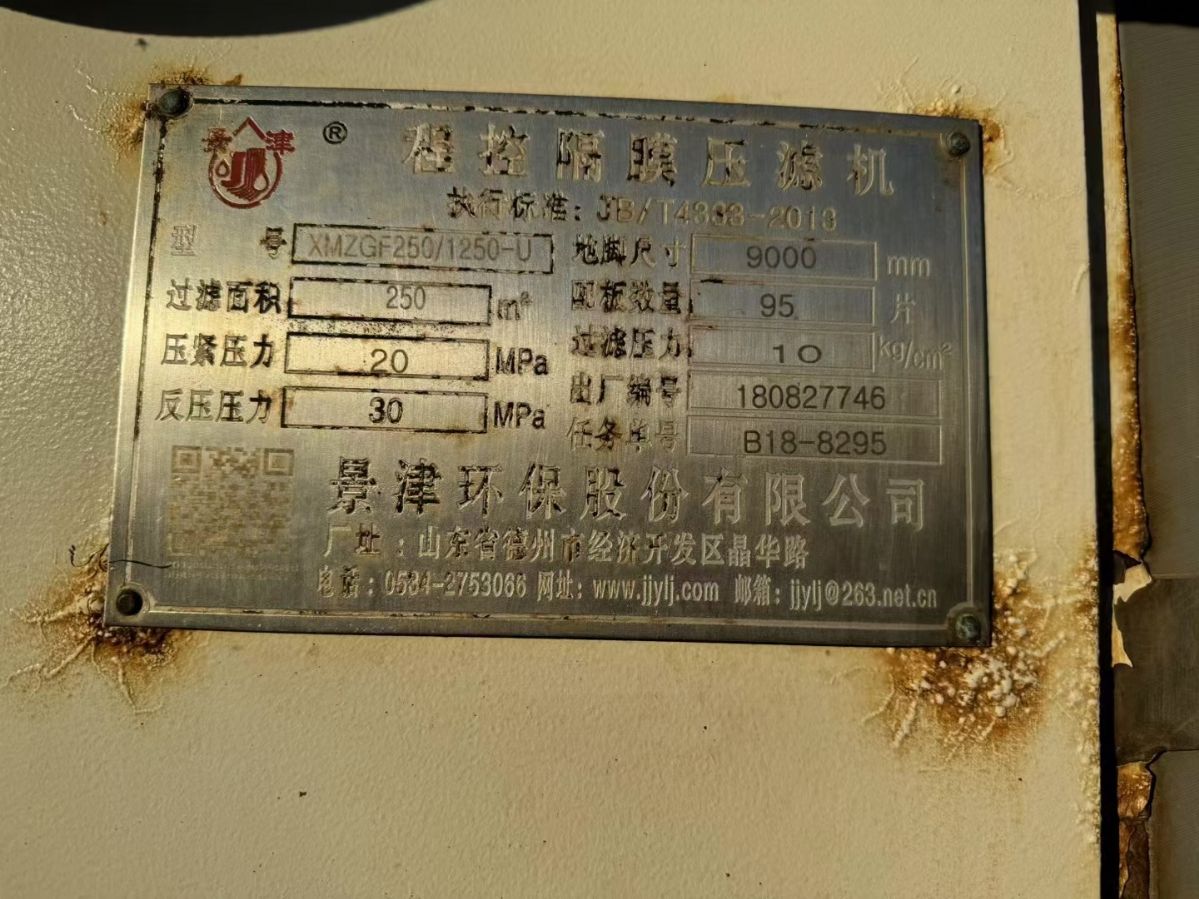 景津 ® 程控隔膜压滤机
执行标准：JB/T4333-2013
型 号 XMZGF250/1250-U 地脚尺寸 9000 mm
过滤面积 250 m² 配板数量 95 片
压紧压力 20 MPa 过滤压力 10 kg/cm²
反压压力 30 MPa 出厂编号 180827746
任务单号 B18-8295
景津环保股份有限公司
厂址：山东省德州市经济开发区晶华路
电话：0534-2753066 网址：www.jjylj.com 邮箱：jjylj@263.net.cn